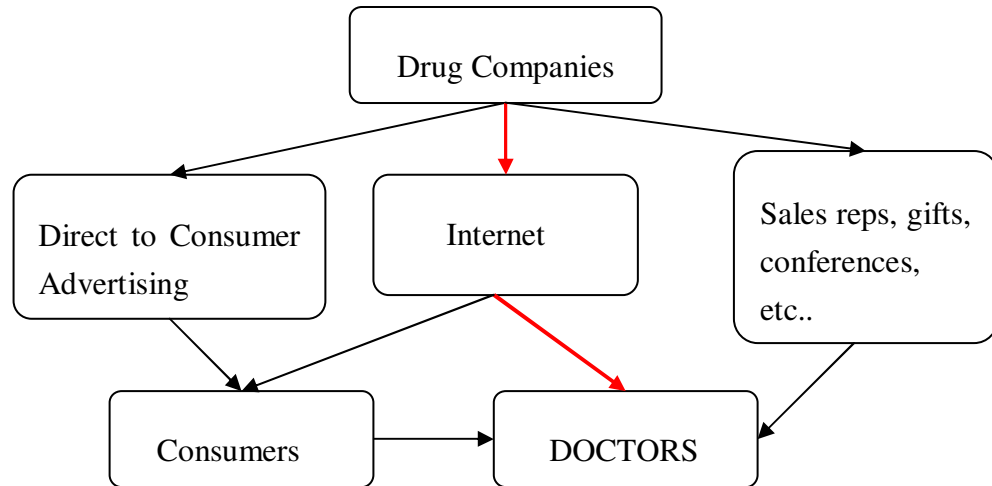 Drug Companies
Direct to Consumer
Advertising
Internet
Sales reps, gifts,
conferences,
etc..
Consumers
DOCTORS